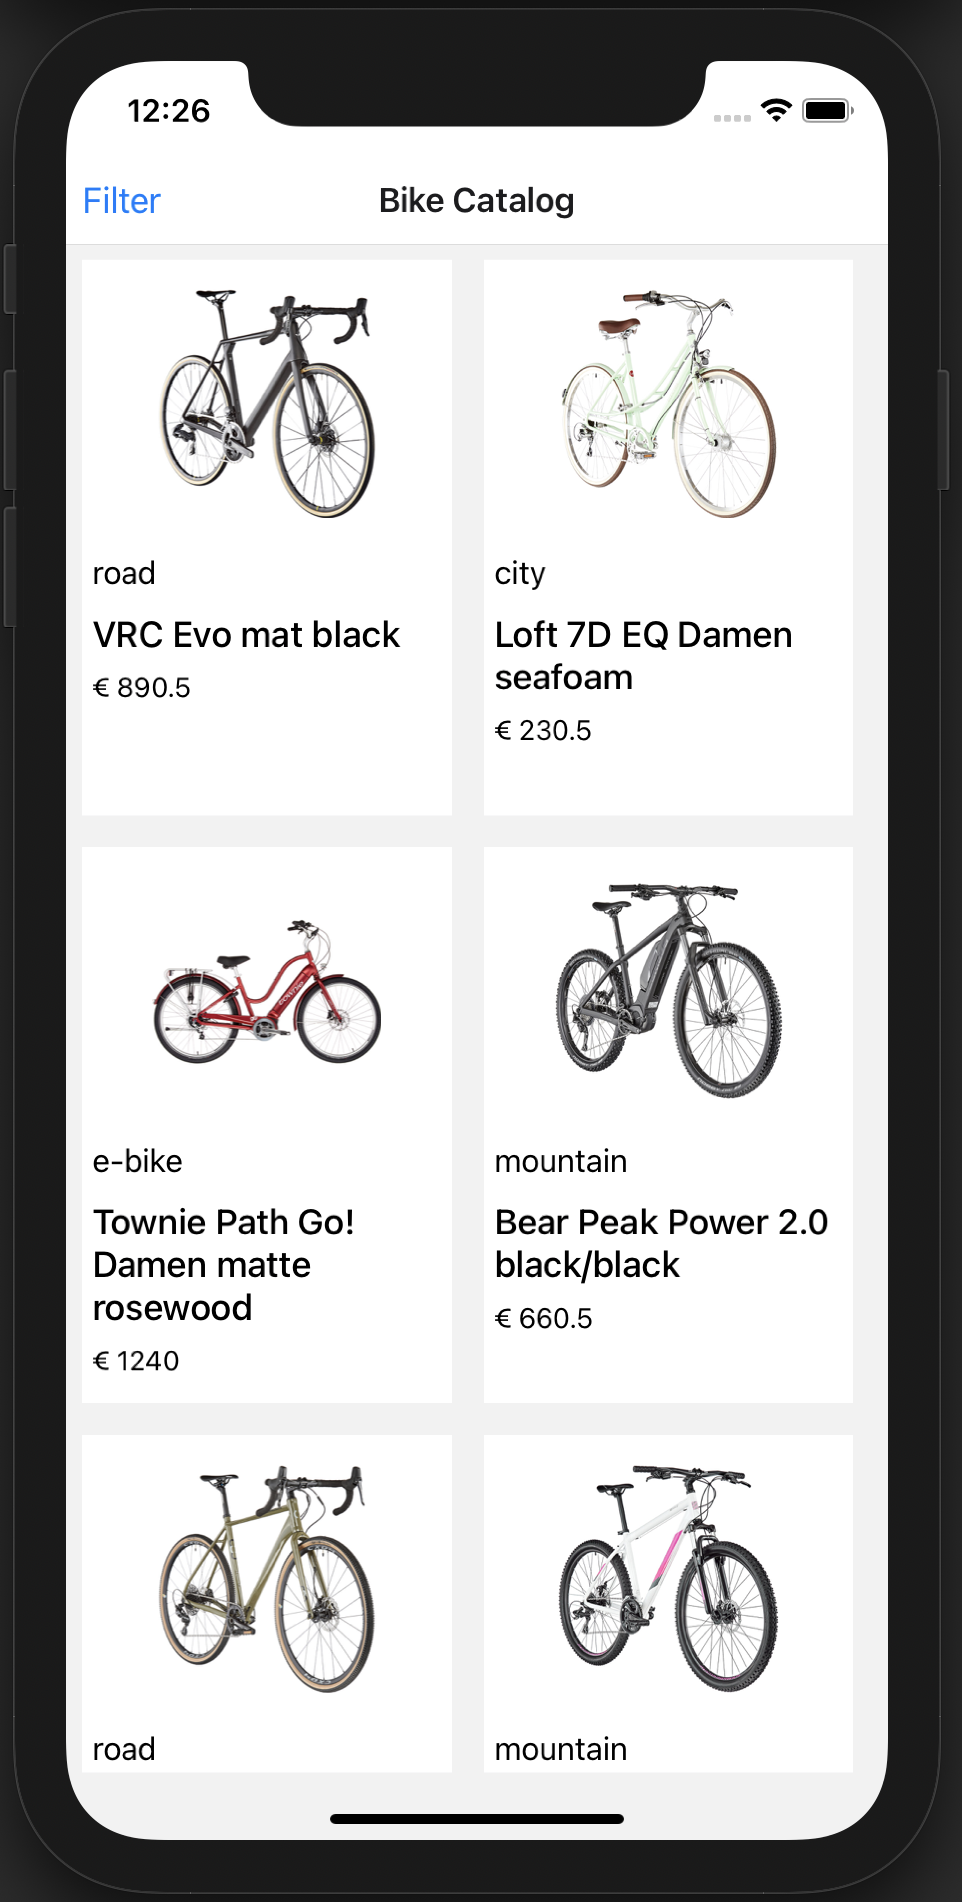 12:26
Filter
Bike Catalog
road
VRC Evo mat black
€ 890.5
city
Loft 7D EQ Damen
seafoam
€ 230.5
e-bike
Townie Path Go!
Damen matte
rosewood
€ 1240
mountain
Bear Peak Power 2.0
black/black
€ 660.5
road
mountain